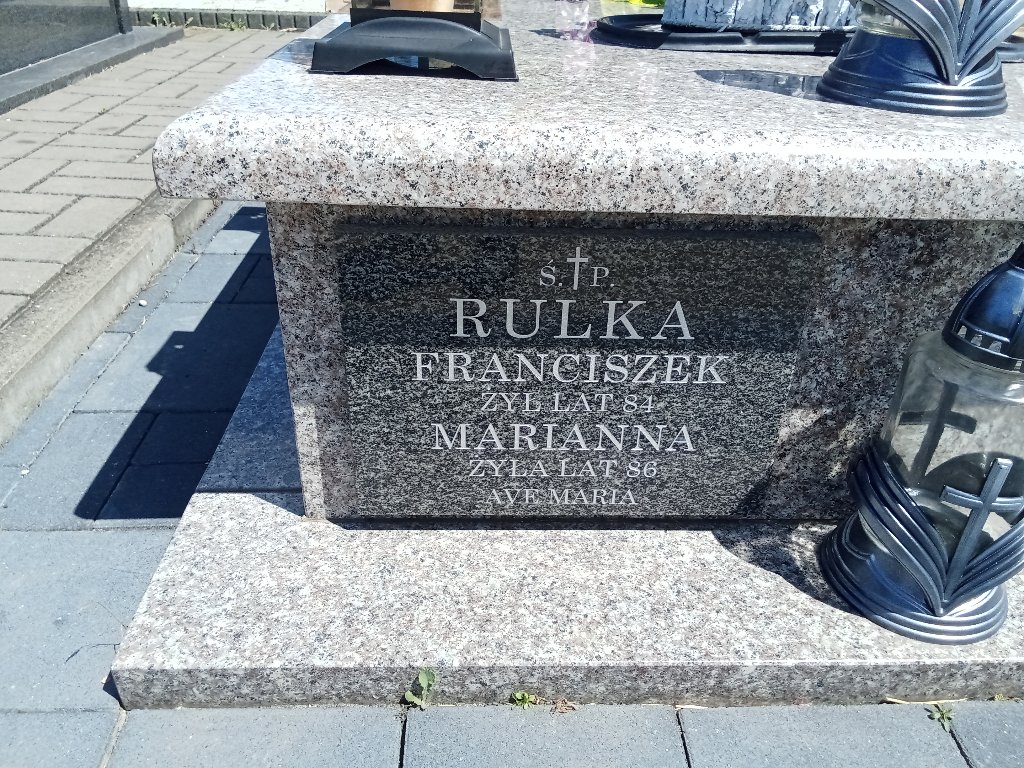 Ś.†P.
RULKA
FRANCISZEK
ŻYŁ LAT 84
MARIANNA
ŻYŁA LAT 86
AVE MARIA